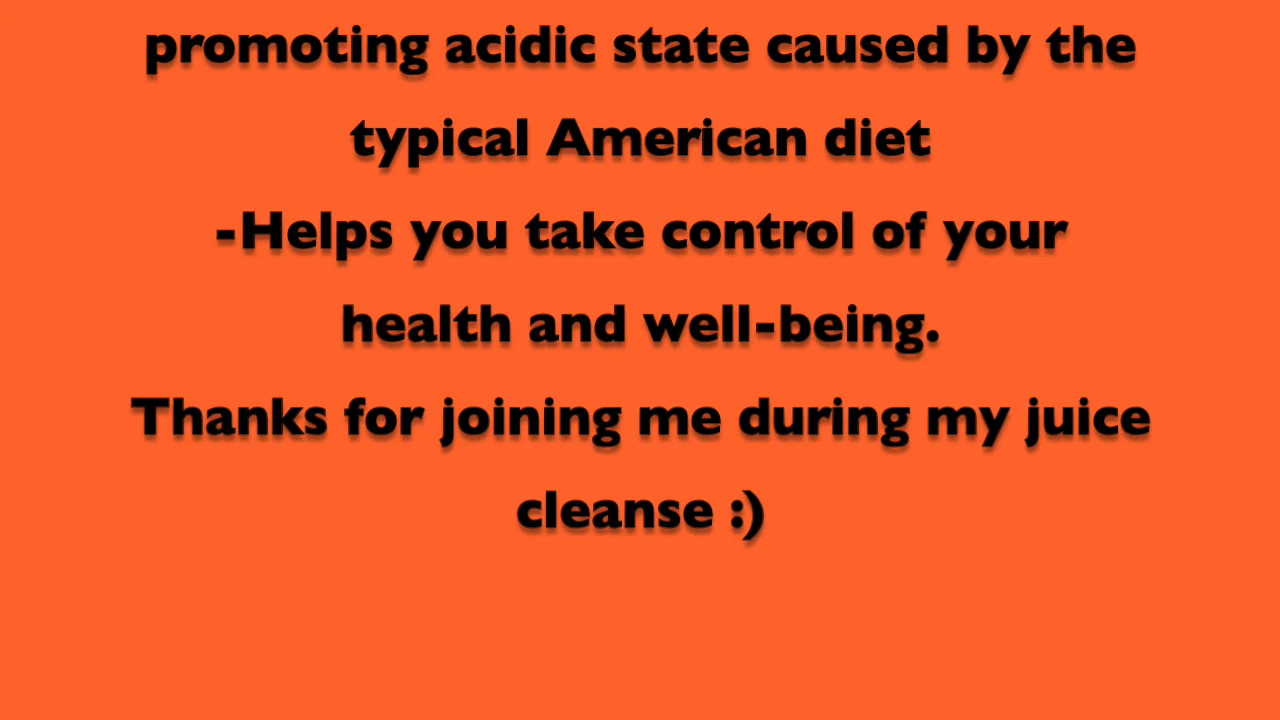 promoting acidic state caused by the
typical American diet
-Helps you take control of your
health and well-being.
Thanks for joining me during my juice
cleanse :)